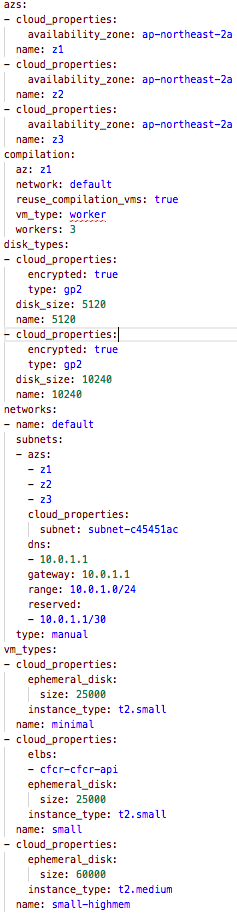 azs:
- cloud_properties:
    availability_zone: ap-northeast-2a
  name: z1
- cloud_properties:
    availability_zone: ap-northeast-2a
  name: z2
- cloud_properties:
    availability_zone: ap-northeast-2a
  name: z3
compilation:
  az: z1
  network: default
  reuse_compilation_vms: true
  vm_type: worker
  workers: 3
disk_types:
- cloud_properties:
    encrypted: true
    type: gp2
  disk_size: 5120
  name: 5120
- cloud_properties:
    encrypted: true
    type: gp2
  disk_size: 10240
  name: 10240
networks:
- name: default
  subnets:
  - azs:
    - z1
    - z2
    - z3
    cloud_properties:
      subnet: subnet-c45451ac
    dns:
    - 10.0.1.1
    gateway: 10.0.1.1
    range: 10.0.1.0/24
    reserved:
    - 10.0.1.1/30
  type: manual
vm_types:
- cloud_properties:
    ephemeral_disk:
      size: 25000
    instance_type: t2.small
  name: minimal
- cloud_properties:
    elbs:
    - cfcr-cfcr-api
    ephemeral_disk:
      size: 25000
    instance_type: t2.small
  name: small
- cloud_properties:
    ephemeral_disk:
      size: 60000
    instance_type: t2.medium
  name: small-highmem